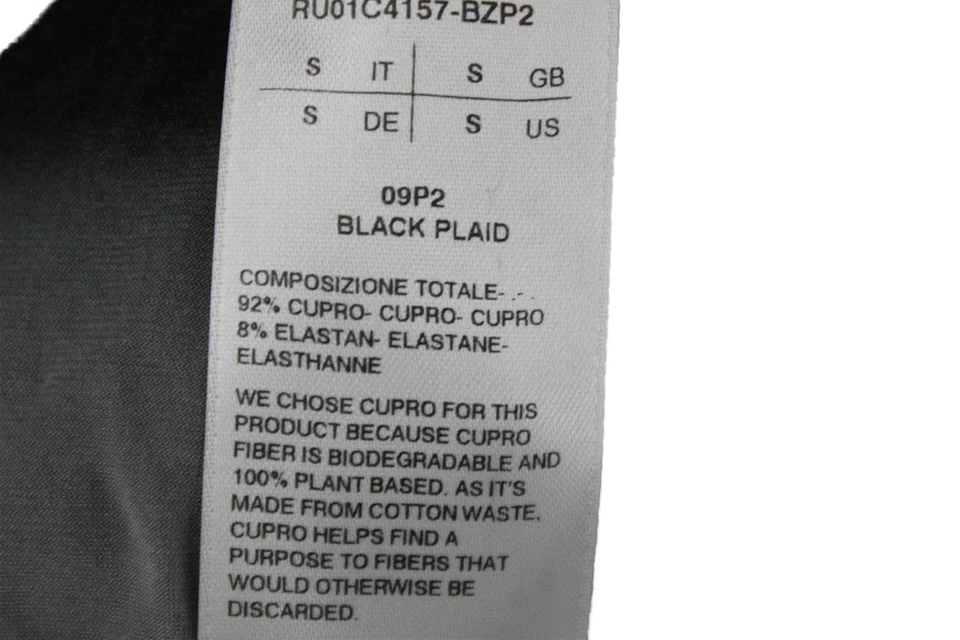 RU01C4157-BZP2
S IT S GB
S DE S US
09P2
BLACK PLAID
COMPOSIZIONE TOTALE- .- .
92% CUPRO- CUPRO- CUPRO
8% ELASTAN- ELASTANE-
ELASTHANNE
WE CHOSE CUPRO FOR THIS
PRODUCT BECAUSE CUPRO
FIBER IS BIODEGRADABLE AND
100% PLANT BASED. AS IT'S
MADE FROM COTTON WASTE,
CUPRO HELPS FIND A
PURPOSE TO FIBERS THAT
WOULD OTHERWISE BE
DISCARDED.